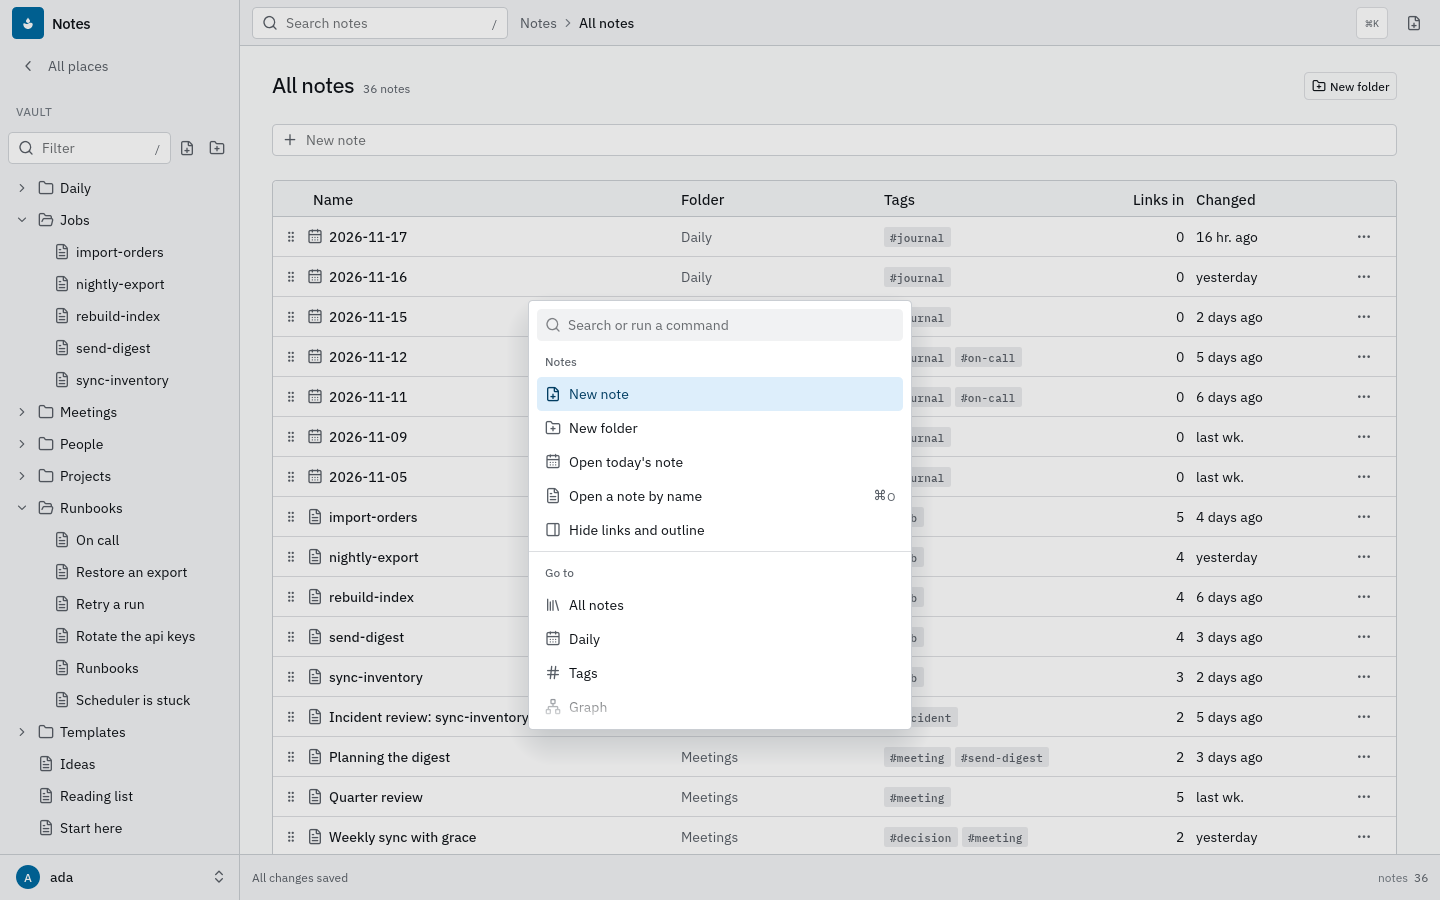 Notes
Search notes /
Notes > All notes
⌘K
All places
VAULT
Filter /
Daily
Jobs
import-orders
nightly-export
rebuild-index
send-digest
sync-inventory
Meetings
People
Projects
Runbooks
On call
Restore an export
Retry a run
Rotate the api keys
Runbooks
Scheduler is stuck
Templates
Ideas
Reading list
Start here
A ada
All notes 36 notes
New folder
New note
Name Folder Tags Links in Changed
2026-11-17 Daily #journal 0 16 hr. ago
2026-11-16 Daily #journal 0 yesterday
2026-11-15 0 2 days ago
2026-11-12 #on-call 0 5 days ago
2026-11-11 #on-call 0 6 days ago
2026-11-09 0 last wk.
2026-11-05 0 last wk.
import-orders 5 4 days ago
nightly-export 4 yesterday
rebuild-index 4 6 days ago
send-digest 4 3 days ago
sync-inventory 3 2 days ago
Incident review: sync-inventory 2 5 days ago
Planning the digest Meetings #meeting #send-digest 2 3 days ago
Quarter review Meetings #meeting 5 last wk.
Weekly sync with grace Meetings #decision #meeting 2 yesterday
Search or run a command
Notes
New note
New folder
Open today's note
Open a note by name ⌘O
Hide links and outline
Go to
All notes
Daily
Tags
Graph
All changes saved
notes 36